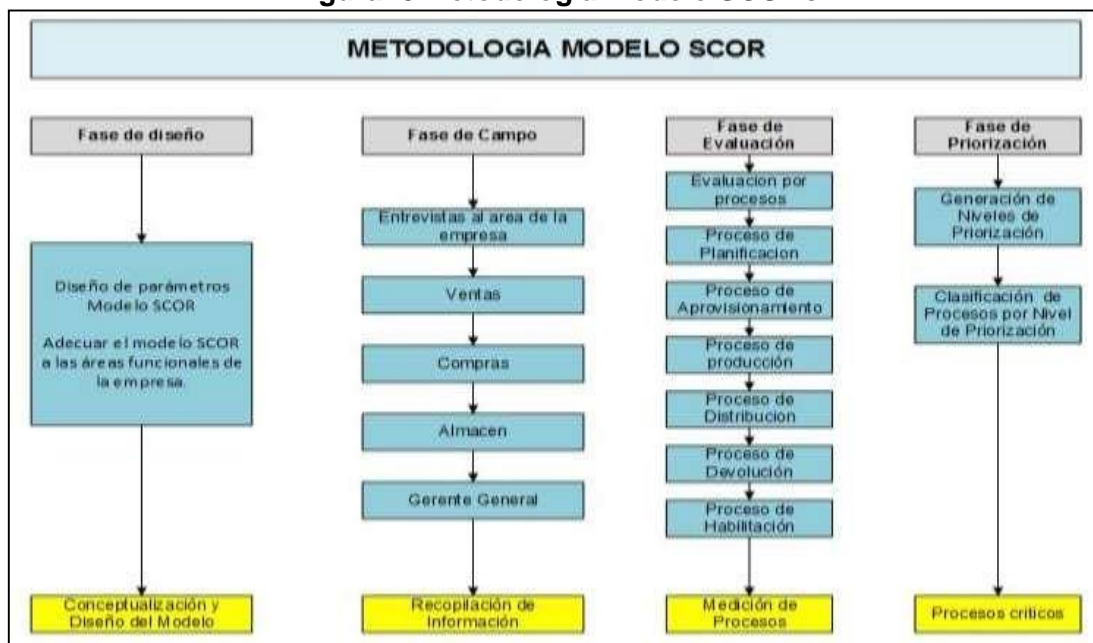 METODOLOGIA MODELO SCOR
Fase de diseño
Diseño de parámetros
Modelo SCOR
Adecuar el modelo SCOR
a las áreas funcionales de
la empresa.
Conceptualización y
Diseño del Modelo
Fase de Campo
Entrevistas al area de la
empresa
Ventas
Compras
Almacen
Gerente General
Recopilación de
Información
Fase de
Evaluación
Evaluacion por
procesos
Proceso de
Planificacion
Proceso de
Aprovisionamiento
Proceso de
producción
Proceso de
Distribucion
Proceso de
Devolución
Proceso de
Habilitación
Medición de
Procesos
Fase de
Priorización
Generación de
Niveles de
Priorización
Clasificación de
Procesos por Nivel
de Priorización
Procesos criticos